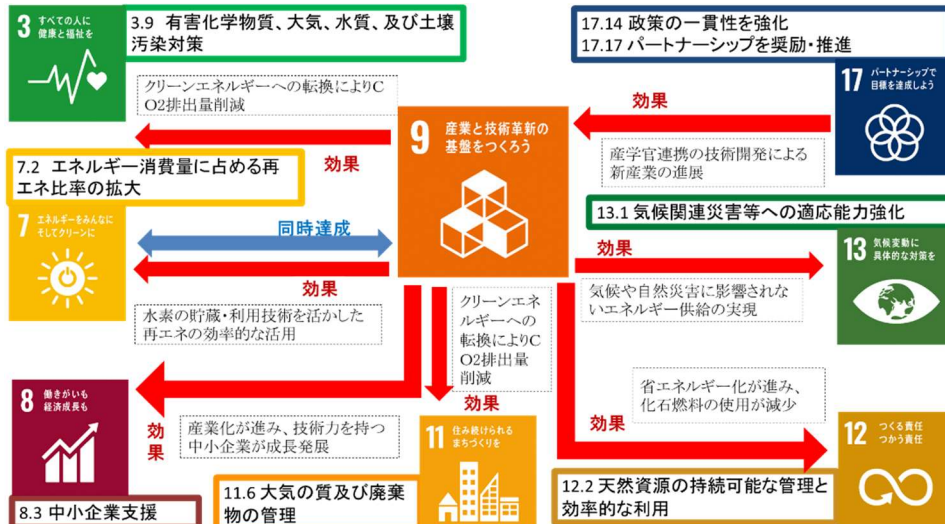 3 すべての人に
健康と福祉を
3.9 有害化学物質、大気、水質、及び土壌
汚染対策
クリーンエネルギーへの転換によりC
O2排出量削減
効果
17.14 政策の一貫性を強化
17.17 パートナーシップを奨励・推進
17 パートナーシップで
目標を達成しよう
効果
産学官連携の技術開発による
新産業の進展
9 産業と技術革新の
基盤をつくろう
7.2 エネルギー消費量に占める再
エネ比率の拡大
7 エネルギーをみんなに
そしてクリーンに
同時達成
効果
水素の貯蔵・利用技術を活かした
再エネの効率的な活用
13.1 気候関連災害等への適応能力強化
13 気候変動に
具体的な対策を
効果
気候や自然災害に影響されな
いエネルギー供給の実現
クリーンエネ
ルギーへの
転換によりC
O2排出量
削減
効果
8 働きがいも
経済成長も
効
果
産業化が進み、技術力を持つ
中小企業が成長発展
8.3 中小企業支援
11 住み続けられる
まちづくりを
11.6 大気の質及び廃棄
物の管理
省エネルギー化が進み、
化石燃料の使用が減少
効果
12 つくる責任
つかう責任
12.2 天然資源の持続可能な管理と
効率的な利用